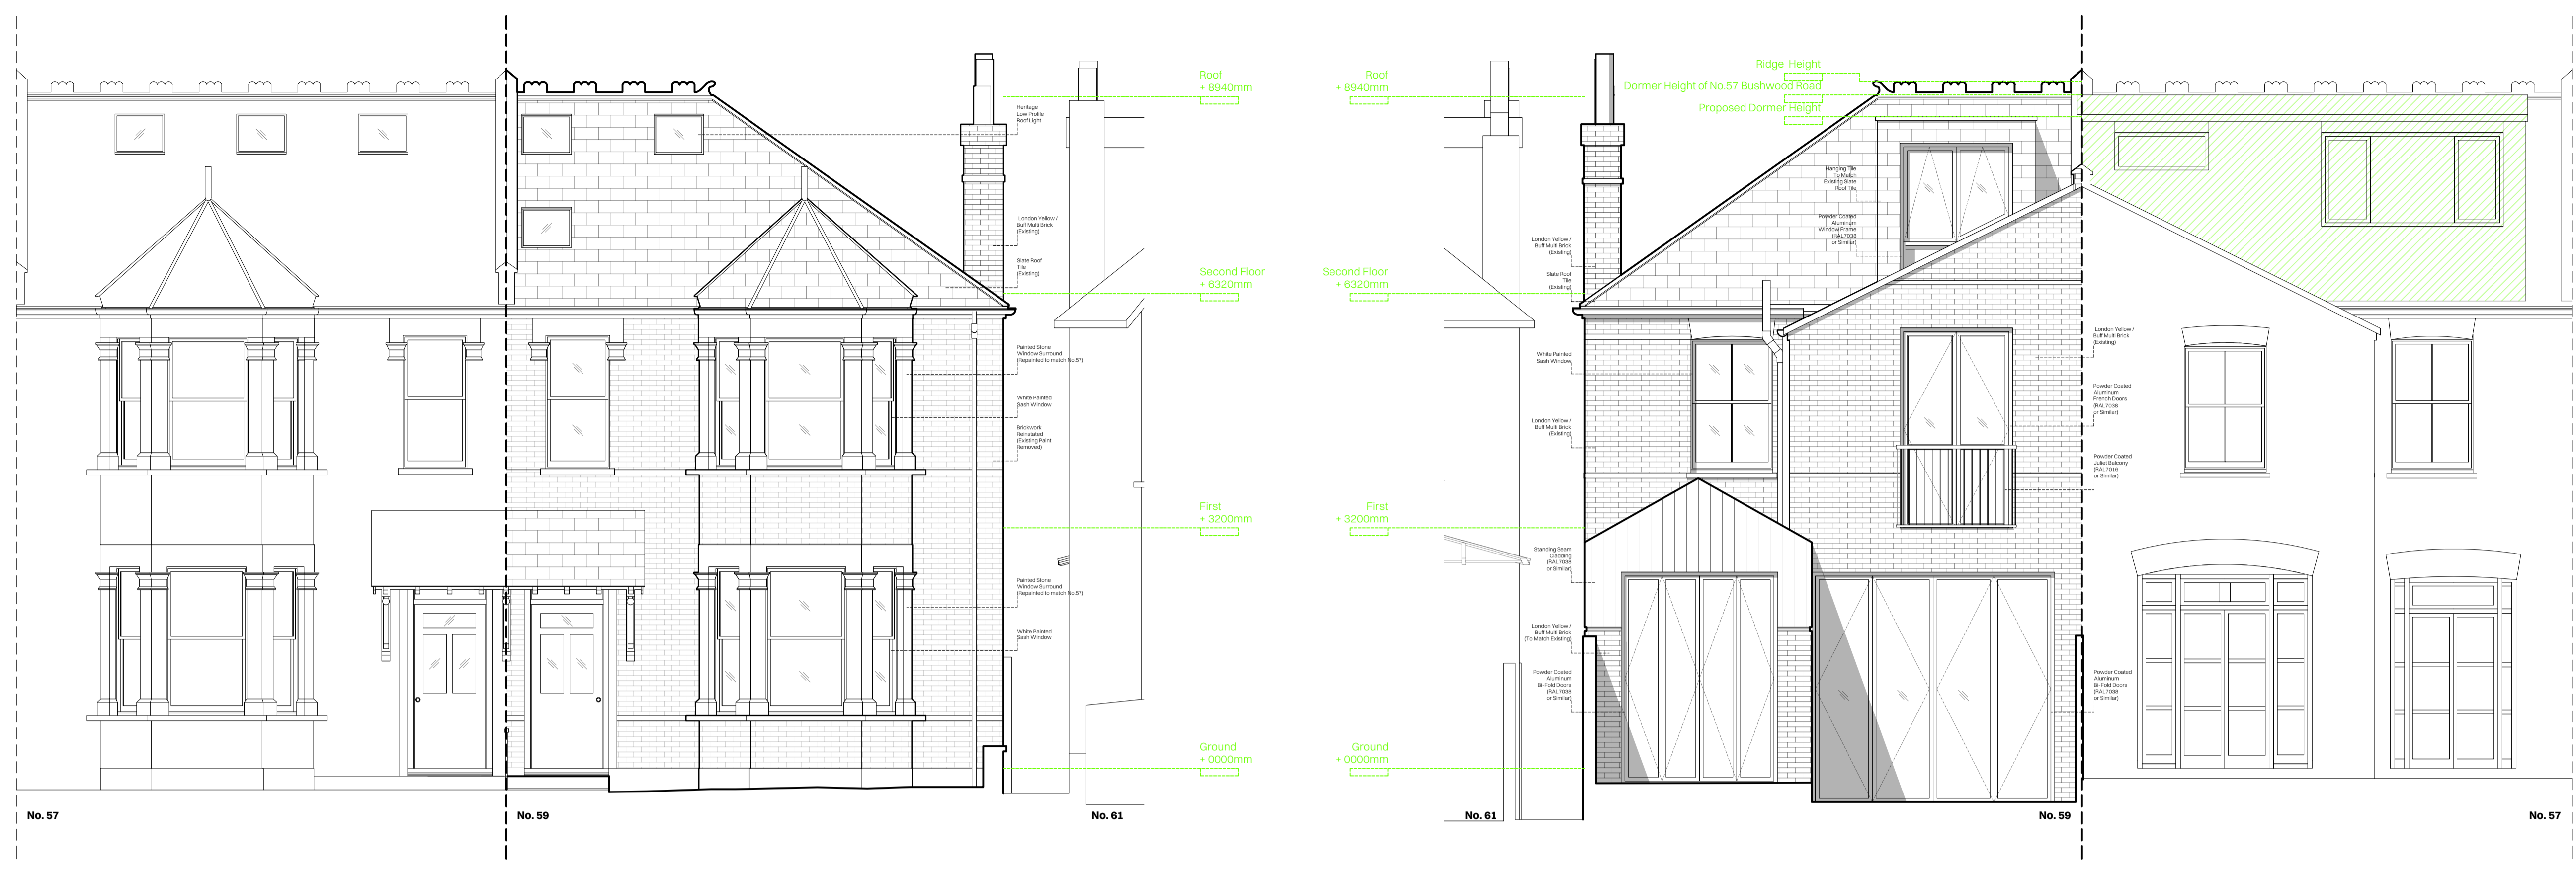 Roof
+ 8940mm
Heritage
Low Profile
Roof Light
London Yellow /
Buff Multi Brick
(Existing)
Slate Roof
Tile
(Existing)
Second Floor
+ 6320mm
Painted Stone
Window Surround
(Repainted to match No.57)
White Painted
Sash Window
Brickwork
Reinstated
(Existing Paint
Removed)
First
+ 3200mm
Painted Stone
Window Surround
(Repainted to match No.57)
White Painted
Sash Window
Ground
+ 0000mm
No. 57
No. 59
No. 61
Roof
+ 8940mm
Ridge Height
Dormer Height of No.57 Bushwood Road
Proposed Dormer Height
Hanging Tile
To Match
Existing Slate
Roof Tile
Powder Coated
Aluminum
Window Frame
(RAL7038
or Similar)
London Yellow /
Buff Multi Brick
(Existing)
Slate Roof
Tile
(Existing)
Second Floor
+ 6320mm
White Painted
Sash Window
London Yellow /
Buff Multi Brick
(Existing)
First
+ 3200mm
Standing Seam
Cladding
(RAL7038
or Similar)
London Yellow /
Buff Multi Brick
(To Match Existing)
Powder Coated
Aluminum
Bi-Fold Doors
(RAL7038
or Similar)
Ground
+ 0000mm
London Yellow /
Buff Multi Brick
(Existing)
Powder Coated
Aluminum
French Doors
(RAL7038
or Similar)
Powder Coated
Juliet Balcony
(RAL7016
or Similar)
Powder Coated
Aluminum
Bi-Fold Doors
(RAL7038
or Similar)
No. 61
No. 59
No. 57